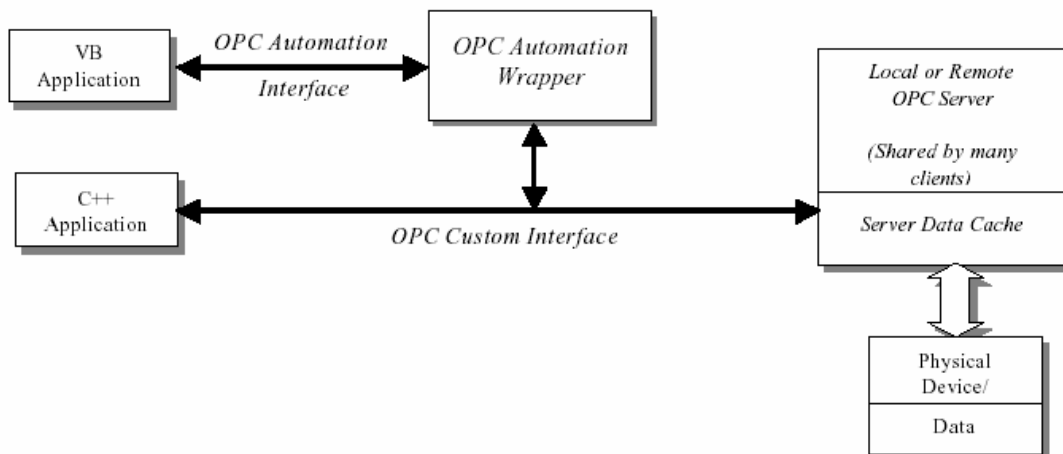 VB
Application
OPC Automation
Interface
OPC Automation
Wrapper
Local or Remote
OPC Server
(Shared by many
clients)
C++
Application
OPC Custom Interface
Server Data Cache
Physical
Device/
Data